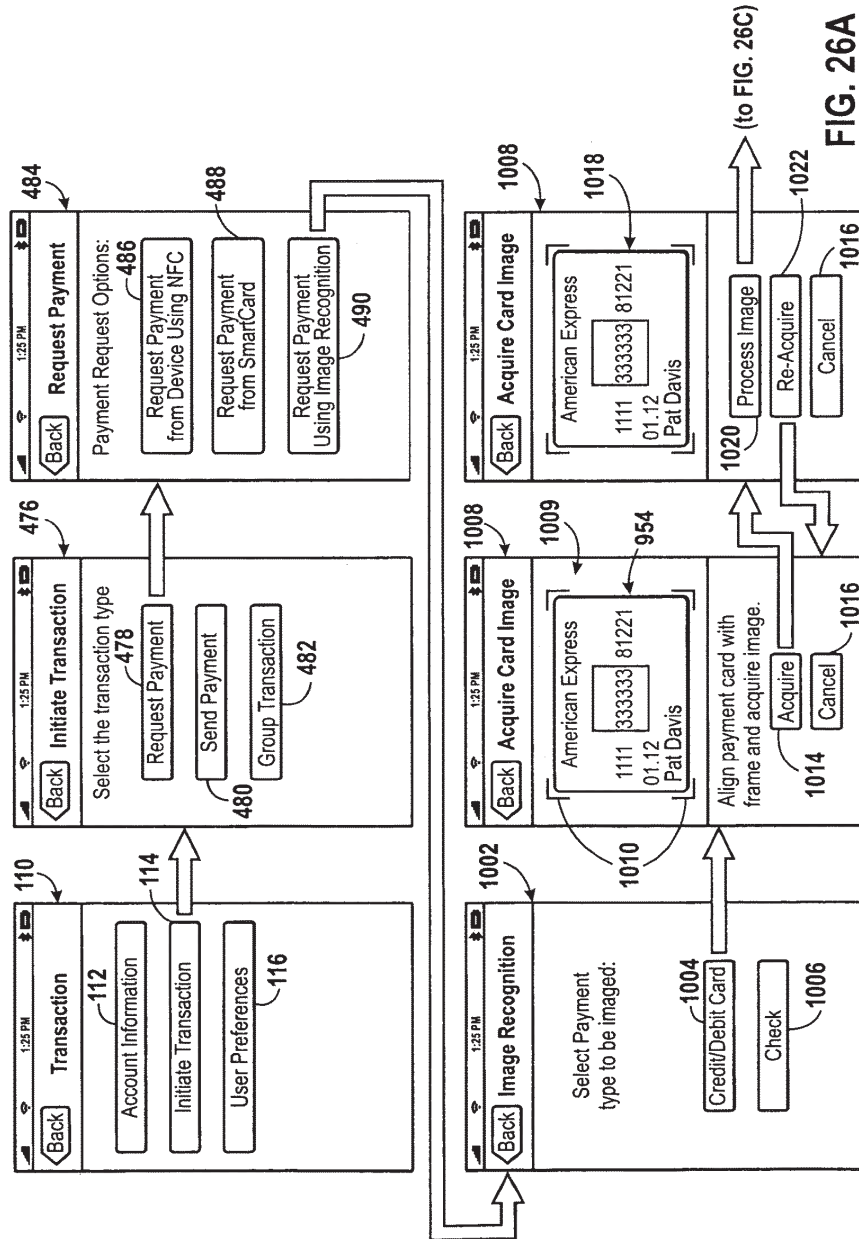 110
1:25 PM
Back
Transaction
112
Account Information
114
Initiate Transaction
User Preferences
116
476
1:25 PM
Back
Initiate Transaction
Select the transaction type
478
Request Payment
Send Payment
480
Group Transaction
482
484
1:25 PM
Back
Request Payment
Payment Request Options:
486
Request Payment
from Device Using NFC
488
Request Payment
from SmartCard
Request Payment
Using Image Recognition
490
1002
1:25 PM
Back
Image Recognition
Select Payment
type to be imaged:
1004
Credit/Debit Card
Check
1006
1008
1:25 PM
Back
Acquire Card Image
1009
954
American Express
1111 333333 81221
01.12
Pat Davis
1010
Align payment card with
frame and acquire image.
Acquire
1014
Cancel
1016
1008
1:25 PM
Back
Acquire Card Image
1018
American Express
1111 333333 81221
01.12
Pat Davis
Process Image
1020
Re-Acquire
1022
Cancel
1016
(to FIG. 26C)
FIG. 26A